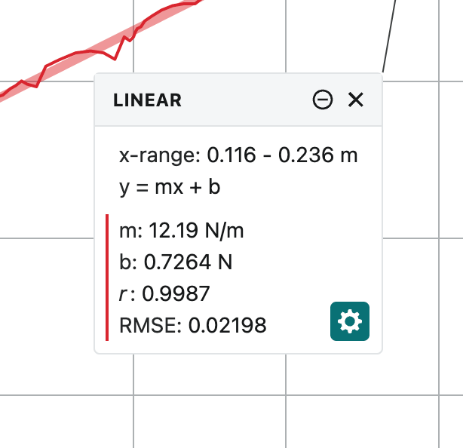 LINEAR
x-range: 0.116 - 0.236 m
y = mx + b
m: 12.19 N/m
b: 0.7264 N
r: 0.9987
RMSE: 0.02198